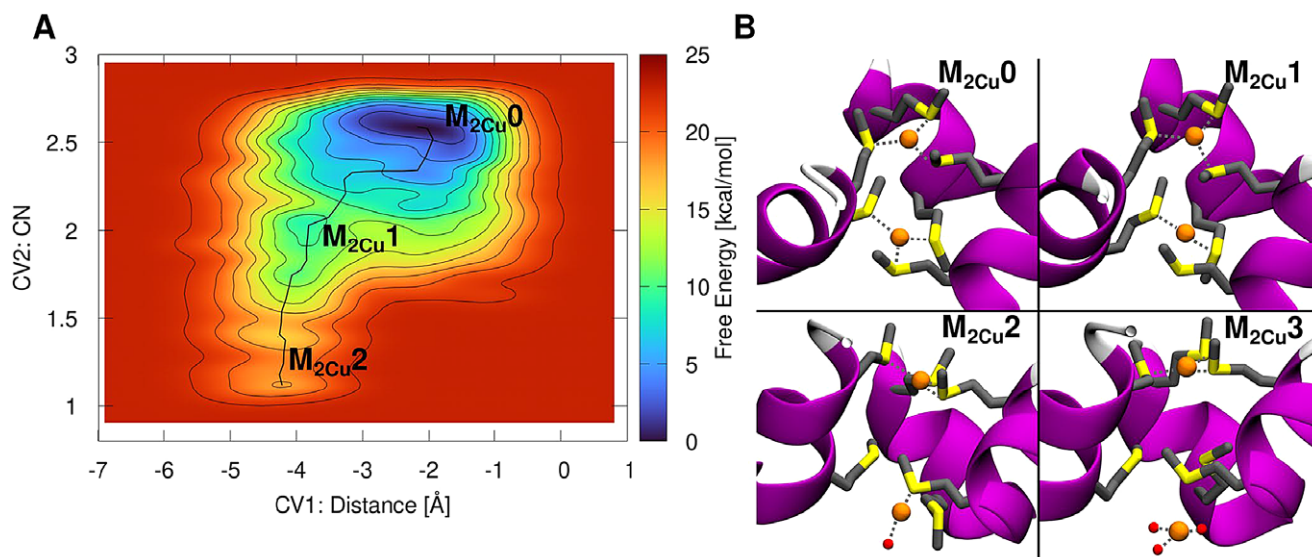 A
CV2: CN
3
2.5
2
1.5
1
M2Cu0
M2Cu1
M2Cu2
-7
-6
-5
-4
-3
-2
-1
0
1
CV1: Distance [Å]
25
20
15
10
5
0
Free Energy [kcal/mol]
B
M2Cu0
M2Cu1
M2Cu2
M2Cu3